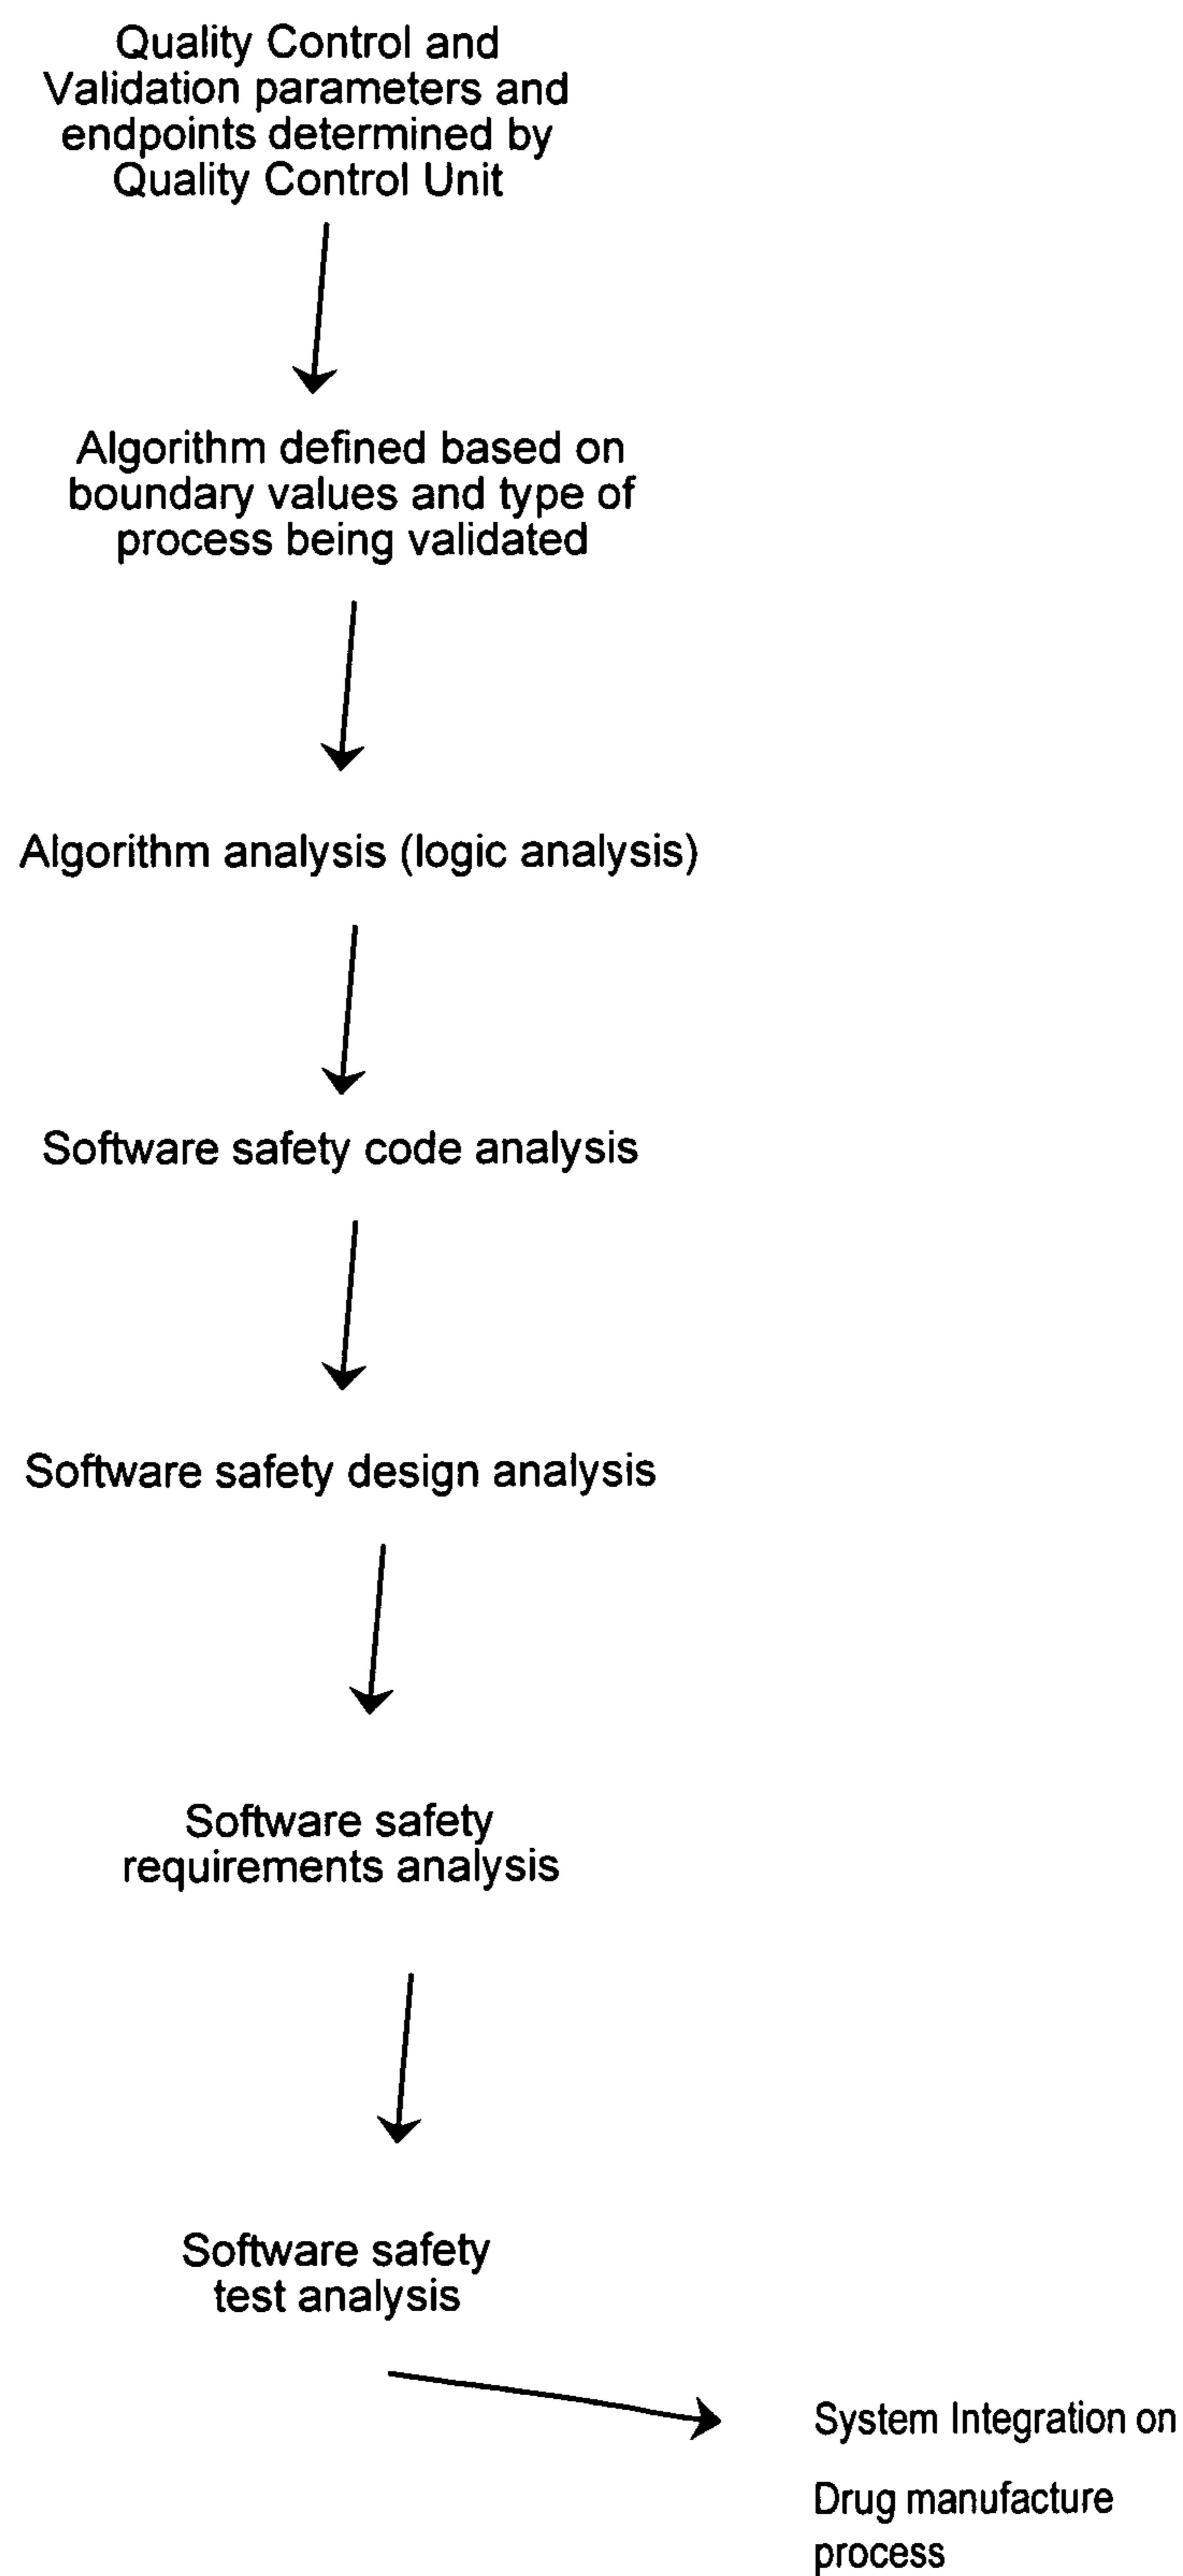 Quality Control and
Validation parameters and
endpoints determined by
Quality Control Unit
Algorithm defined based on
boundary values and type of
process being validated
Algorithm analysis (logic analysis)
Software safety code analysis
Software safety design analysis
Software safety
requirements analysis
Software safety
test analysis
System Integration on
Drug manufacture
process